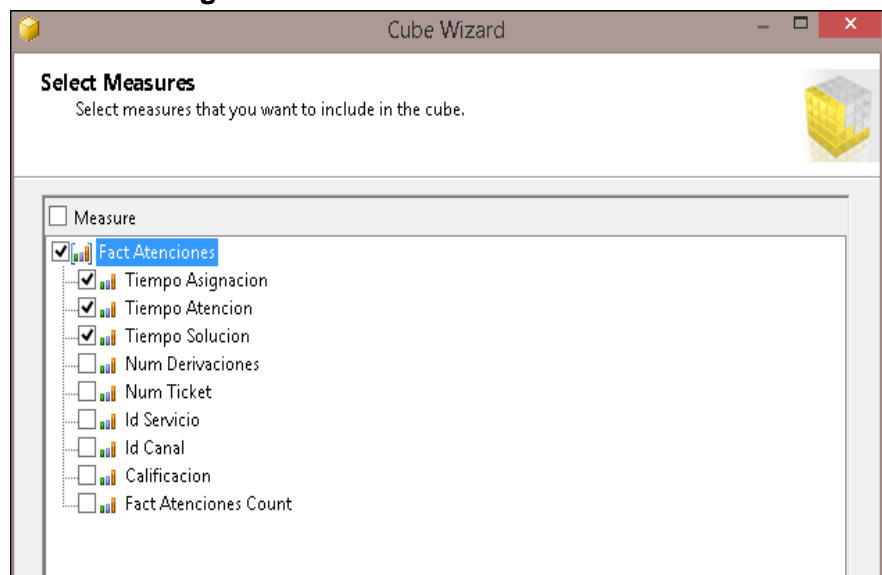 Cube Wizard
Select Measures
Select measures that you want to include in the cube.
Measure
Fact Atenciones
Tiempo Asignacion
Tiempo Atencion
Tiempo Solucion
Num Derivaciones
Num Ticket
Id Servicio
Id Canal
Calificacion
Fact Atenciones Count